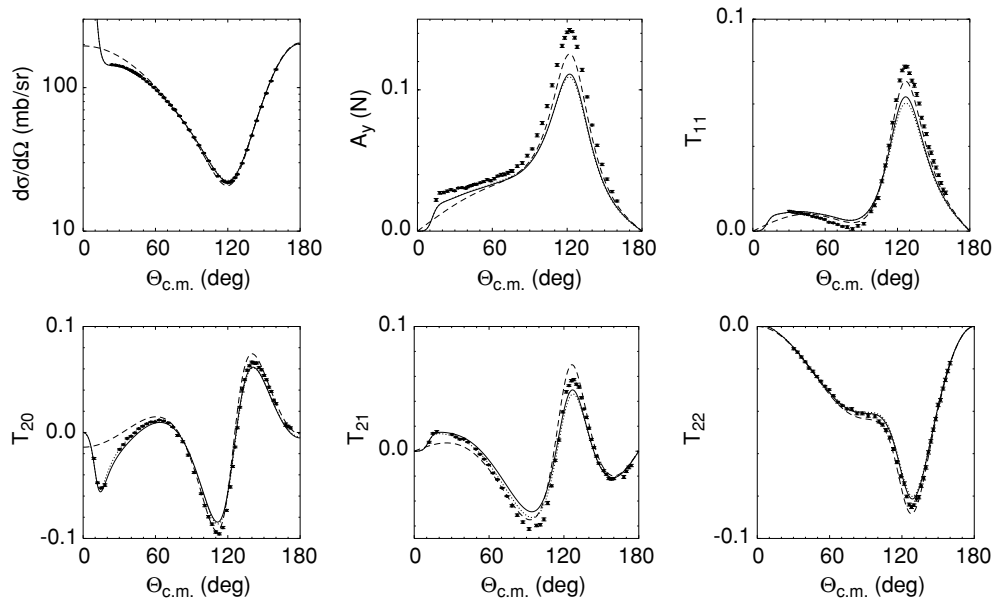 dσ/dΩ (mb/sr)
100
10
0 60 120 180
Θc.m. (deg)
Ay (N)
0.1
0.0
0 60 120 180
Θc.m. (deg)
T11
0.1
0.0
0 60 120 180
Θc.m. (deg)
T20
0.1
0.0
-0.1
0 60 120 180
Θc.m. (deg)
T21
0.1
0.0
0 60 120 180
Θc.m. (deg)
T22
0.0
-0.1
0 60 120 180
Θc.m. (deg)